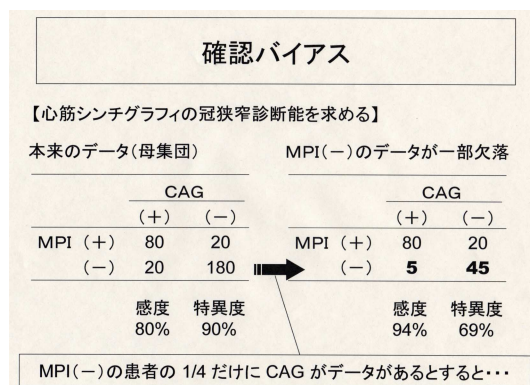 確認バイアス
【心筋シンチグラフィの冠狭窄診断能を求める】
本来のデータ(母集団)
CAG
(+) (-)
MPI (+) 80 20
(-) 20 180
感度 特異度
80% 90%
MPI(-)のデータが一部欠落
CAG
(+) (-)
MPI (+) 80 20
(-) 5 45
感度 特異度
94% 69%
MPI(-)の患者の 1/4 だけに CAG がデータがあるとすると・・・